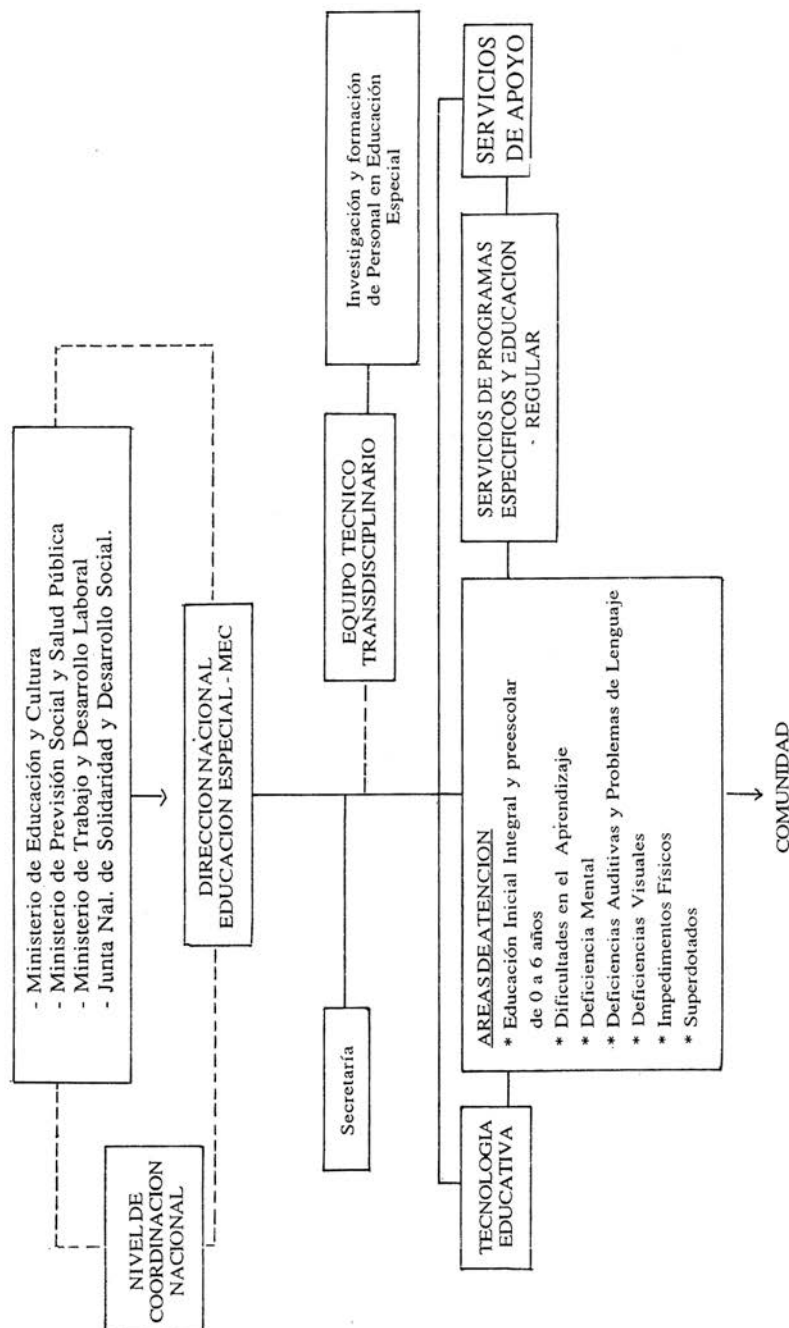 - Ministerio de Educación y Cultura
- Ministerio de Previsión Social y Salud Pública
- Ministerio de Trabajo y Desarrollo Laboral
- Junta Nal. de Solidaridad y Desarrollo Social.
NIVEL DE
COORDINACION
NACIONAL
DIRECCION NACIONAL
EDUCACION ESPECIAL - MEC
Secretaría
EQUIPO TECNICO
TRANSDISCIPLINARIO
Investigación y formación
de Personal en Educación
Especial
TECNOLOGIA
EDUCATIVA
AREAS DE ATENCION
* Educación Inicial Integral y preescolar
de 0 a 6 años
* Dificultades en el Aprendizaje
* Deficiencia Mental
* Deficiencias Auditivas y Problemas de Lenguaje
* Deficiencias Visuales
* Impedimentos Físicos
* Superdotados
SERVICIOS DE PROGRAMAS
ESPECIFICOS Y EDUCACION
- REGULAR
SERVICIOS
DE APOYO
COMUNIDAD